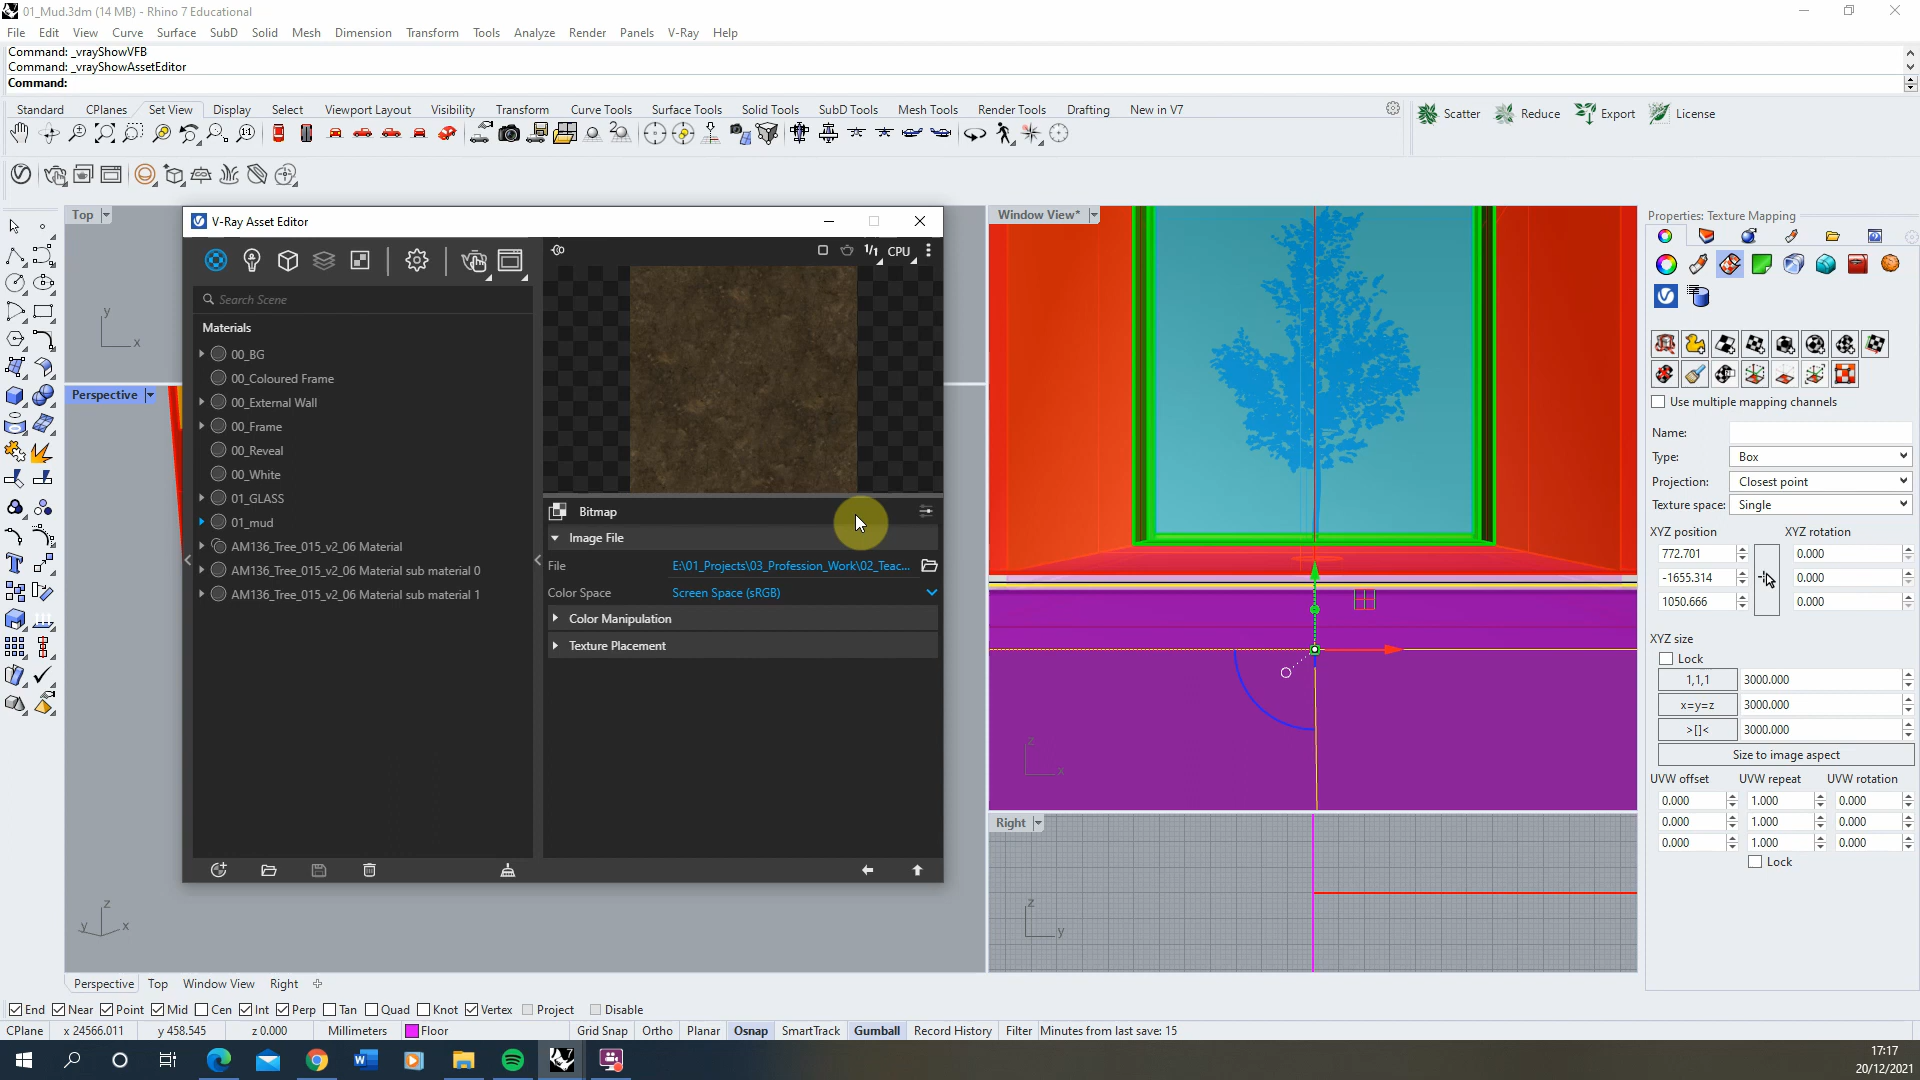 01_Mud.3dm (14 MB) - Rhino 7 Educational
File Edit View Curve Surface SubD Solid Mesh Dimension Transform Tools Analyze Render Panels V-Ray Help
Command: _vrayShowVFB
Command: _vrayShowAssetEditor
Command:
Standard CPlanes Set View Display Select Viewport Layout Visibility Transform Curve Tools Surface Tools Solid Tools SubD Tools Mesh Tools Render Tools Drafting New in V7
Scatter Reduce Export License
Top
V-Ray Asset Editor
Window View*
Properties: Texture Mapping
1/1 CPU
Search Scene
Materials
00_BG
00_Coloured Frame
00_External Wall
00_Frame
00_Reveal
00_White
01_GLASS
01_mud
AM136_Tree_015_v2_06 Material
AM136_Tree_015_v2_06 Material sub material 0
AM136_Tree_015_v2_06 Material sub material 1
Bitmap
Image File
File E:\01_Projects\03_Profession_Work\02_Teac...
Color Space Screen Space (sRGB)
Color Manipulation
Texture Placement
y
x
Perspective
z
y x
z
x
Right
z
y
Use multiple mapping channels
Name:
Type: Box
Projection: Closest point
Texture space: Single
XYZ position XYZ rotation
772.701 0.000
-1655.314 0.000
1050.666 0.000
XYZ size
Lock
1,1,1 3000.000
x=y=z 3000.000
>[]< 3000.000
Size to image aspect
UVW offset UVW repeat UVW rotation
0.000 1.000 0.000
0.000 1.000 0.000
0.000 1.000 0.000
Lock
Perspective Top Window View Right
End Near Point Mid Cen Int Perp Tan Quad Knot Vertex Project Disable
CPlane x 24566.011 y 458.545 z 0.000 Millimeters Floor Grid Snap Ortho Planar Osnap SmartTrack Gumball Record History Filter Minutes from last save: 15
17:17
20/12/2021